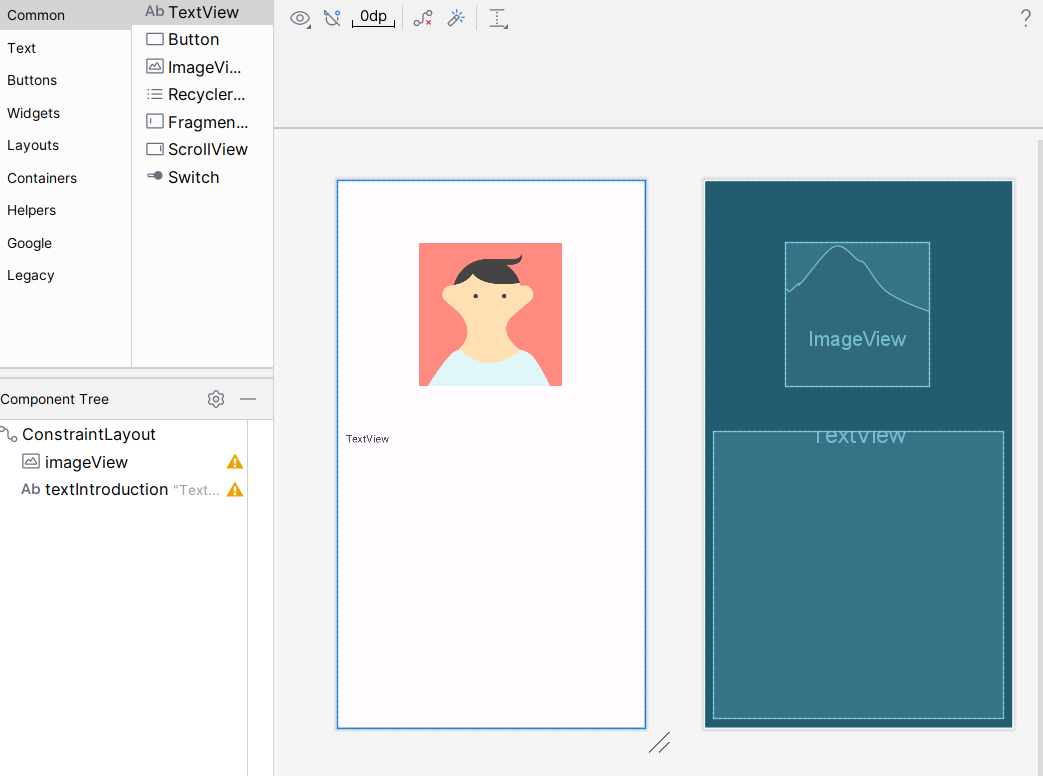 Common
Text
Buttons
Widgets
Layouts
Containers
Helpers
Google
Legacy
Ab TextView
Button
ImageVi...
Recycler...
Fragmen...
ScrollView
Switch
0dp
?
Component Tree
ConstraintLayout
imageView
Ab textIntroduction "Text...
TextView
ImageView
TextView